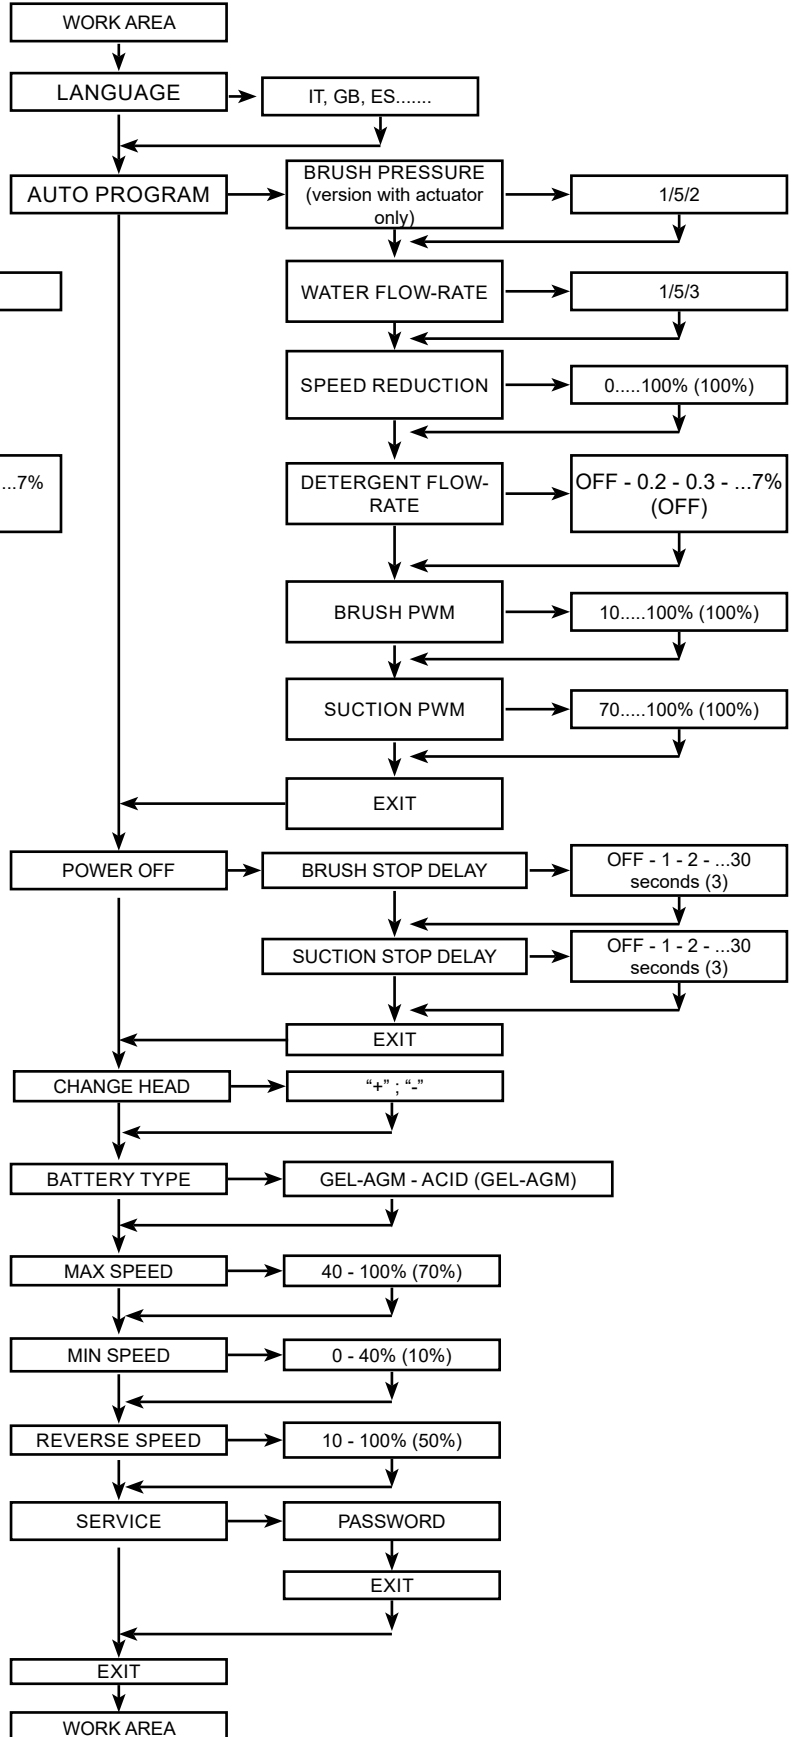 WORK AREA
LANGUAGE
IT, GB, ES.......
AUTO PROGRAM
BRUSH PRESSURE
(version with actuator
only)
1/5/2
WATER FLOW-RATE
1/5/3
SPEED REDUCTION
0.....100% (100%)
...7%
DETERGENT FLOW-
RATE
OFF - 0.2 - 0.3 - ...7%
(OFF)
BRUSH PWM
10.....100% (100%)
SUCTION PWM
70.....100% (100%)
EXIT
POWER OFF
BRUSH STOP DELAY
OFF - 1 - 2 - ...30
seconds (3)
SUCTION STOP DELAY
OFF - 1 - 2 - ...30
seconds (3)
EXIT
CHANGE HEAD
“+” ; “-”
BATTERY TYPE
GEL-AGM - ACID (GEL-AGM)
MAX SPEED
40 - 100% (70%)
MIN SPEED
0 - 40% (10%)
REVERSE SPEED
10 - 100% (50%)
SERVICE
PASSWORD
EXIT
EXIT
WORK AREA